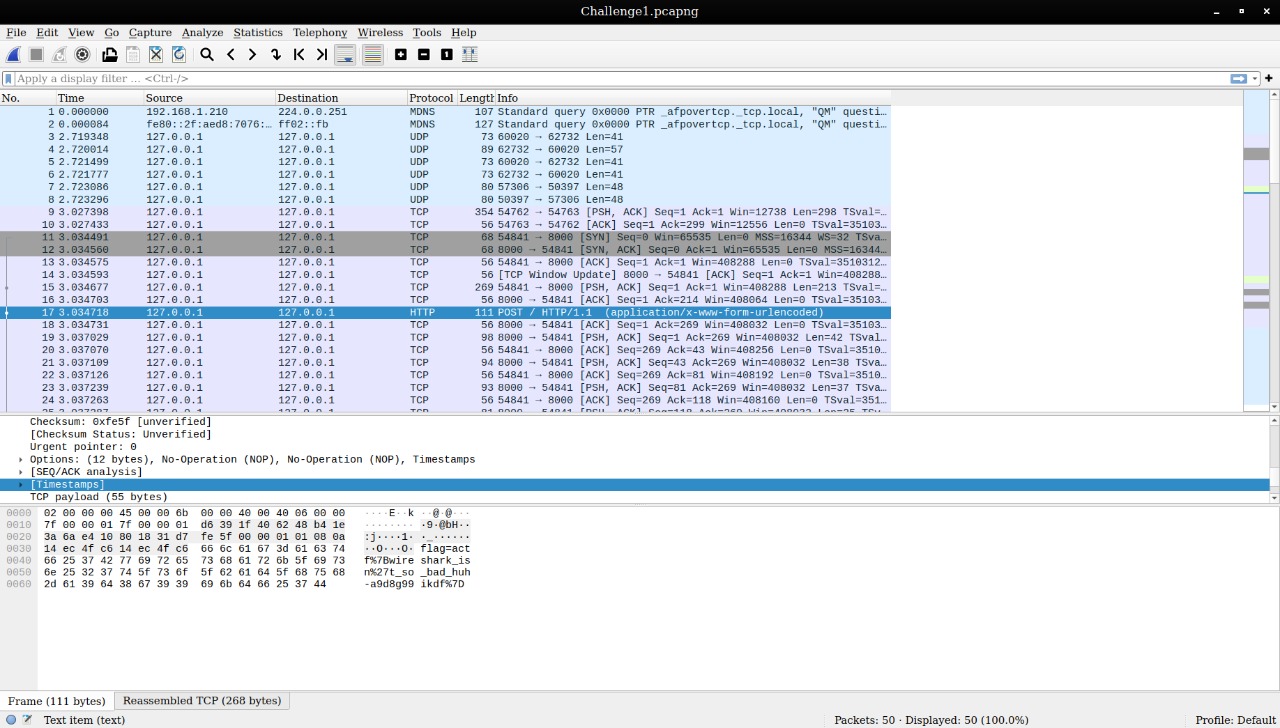 Challenge1.pcapng
File Edit View Go Capture Analyze Statistics Telephony Wireless Tools Help
Apply a display filter ... <Ctrl-/>
No. Time Source Destination Protocol Length Info
1 0.000000 192.168.1.210 224.0.0.251 MDNS 107 Standard query 0x0000 PTR _afpovertcp._tcp.local, "QM" questi…
2 0.000084 fe80::2f:aed8:7076:… ff02::fb MDNS 127 Standard query 0x0000 PTR _afpovertcp._tcp.local, "QM" questi…
3 2.719348 127.0.0.1 127.0.0.1 UDP 73 60020 → 62732 Len=41
4 2.720014 127.0.0.1 127.0.0.1 UDP 89 62732 → 60020 Len=57
5 2.721499 127.0.0.1 127.0.0.1 UDP 73 60020 → 62732 Len=41
6 2.721777 127.0.0.1 127.0.0.1 UDP 73 62732 → 60020 Len=41
7 2.723086 127.0.0.1 127.0.0.1 UDP 80 57306 → 50397 Len=48
8 2.723296 127.0.0.1 127.0.0.1 UDP 80 50397 → 57306 Len=48
9 3.027398 127.0.0.1 127.0.0.1 TCP 354 54762 → 54763 [PSH, ACK] Seq=1 Ack=1 Win=12738 Len=298 TSval=…
10 3.027433 127.0.0.1 127.0.0.1 TCP 56 54763 → 54762 [ACK] Seq=1 Ack=299 Win=12556 Len=0 TSval=35103…
11 3.034491 127.0.0.1 127.0.0.1 TCP 68 54841 → 8000 [SYN] Seq=0 Win=65535 Len=0 MSS=16344 WS=32 TSva…
12 3.034560 127.0.0.1 127.0.0.1 TCP 68 8000 → 54841 [SYN, ACK] Seq=0 Ack=1 Win=65535 Len=0 MSS=16344…
13 3.034575 127.0.0.1 127.0.0.1 TCP 56 54841 → 8000 [ACK] Seq=1 Ack=1 Win=408288 Len=0 TSval=3510312…
14 3.034593 127.0.0.1 127.0.0.1 TCP 56 [TCP Window Update] 8000 → 54841 [ACK] Seq=1 Ack=1 Win=408288…
15 3.034677 127.0.0.1 127.0.0.1 TCP 269 54841 → 8000 [PSH, ACK] Seq=1 Ack=1 Win=408288 Len=213 TSval=…
16 3.034703 127.0.0.1 127.0.0.1 TCP 56 8000 → 54841 [ACK] Seq=1 Ack=214 Win=408064 Len=0 TSval=35103…
17 3.034718 127.0.0.1 127.0.0.1 HTTP 111 POST / HTTP/1.1 (application/x-www-form-urlencoded)
18 3.034731 127.0.0.1 127.0.0.1 TCP 56 8000 → 54841 [ACK] Seq=1 Ack=269 Win=408032 Len=0 TSval=35103…
19 3.037029 127.0.0.1 127.0.0.1 TCP 98 8000 → 54841 [PSH, ACK] Seq=1 Ack=269 Win=408032 Len=42 TSval…
20 3.037070 127.0.0.1 127.0.0.1 TCP 56 54841 → 8000 [ACK] Seq=269 Ack=43 Win=408256 Len=0 TSval=3510…
21 3.037109 127.0.0.1 127.0.0.1 TCP 94 8000 → 54841 [PSH, ACK] Seq=43 Ack=269 Win=408032 Len=38 TSva…
22 3.037126 127.0.0.1 127.0.0.1 TCP 56 54841 → 8000 [ACK] Seq=269 Ack=81 Win=408192 Len=0 TSval=3510…
23 3.037239 127.0.0.1 127.0.0.1 TCP 93 8000 → 54841 [PSH, ACK] Seq=81 Ack=269 Win=408032 Len=37 TSva…
24 3.037263 127.0.0.1 127.0.0.1 TCP 56 54841 → 8000 [ACK] Seq=269 Ack=118 Win=408160 Len=0 TSval=351…
Checksum: 0xfe5f [unverified]
[Checksum Status: Unverified]
Urgent pointer: 0
Options: (12 bytes), No-Operation (NOP), No-Operation (NOP), Timestamps
[SEQ/ACK analysis]
[Timestamps]
TCP payload (55 bytes)
0000 02 00 00 00 45 00 00 6b 00 00 40 00 40 06 00 00 ····E··k ··@·@···
0010 7f 00 00 01 7f 00 00 01 d6 39 1f 40 62 48 b4 1e ········ ·9·@bH··
0020 3a 6a e4 10 80 18 31 d7 fe 5f 00 00 01 01 08 0a :j····1· ·_······
0030 14 ec 4f c6 14 ec 4f c6 66 6c 61 67 3d 61 63 74 ··O···O· flag=act
0040 66 25 37 42 77 69 72 65 73 68 61 72 6b 5f 69 73 f%7Bwire shark_is
0050 6e 25 32 37 74 5f 73 6f 5f 62 61 64 5f 68 75 68 n%27t_so _bad_huh
0060 2d 61 39 64 38 67 39 39 69 6b 64 66 25 37 44 -a9d8g99 ikdf%7D
Frame (111 bytes) Reassembled TCP (268 bytes)
Text item (text) Packets: 50 · Displayed: 50 (100.0%) Profile: Default